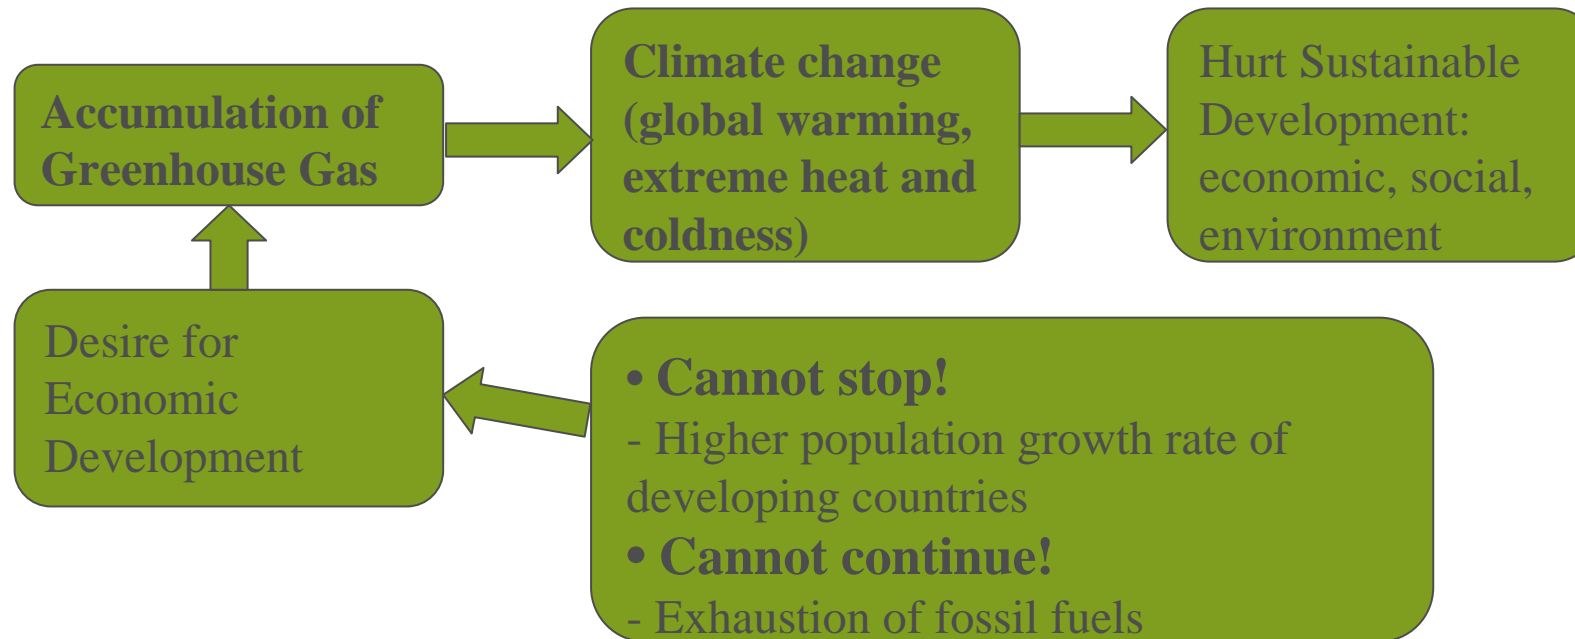 Accumulation of
Greenhouse Gas
Climate change
(global warming,
extreme heat and
coldness)
Hurt Sustainable
Development:
economic, social,
environment
Desire for
Economic
Development
• Cannot stop!
- Higher population growth rate of
developing countries
• Cannot continue!
- Exhaustion of fossil fuels